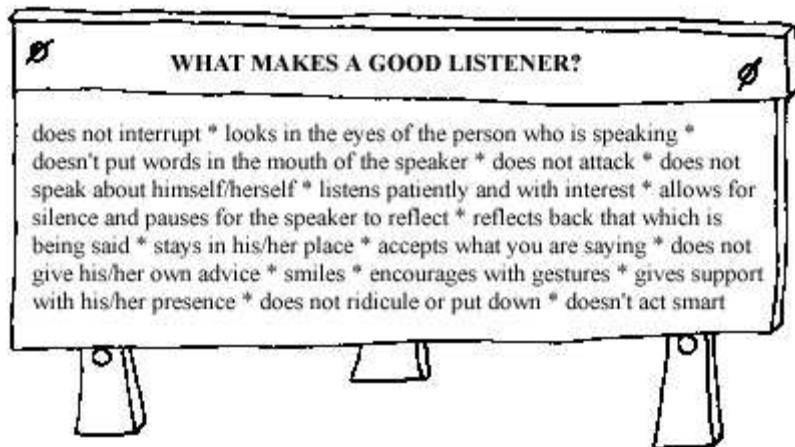 WHAT MAKES A GOOD LISTENER?
does not interrupt * looks in the eyes of the person who is speaking *
doesn't put words in the mouth of the speaker * does not attack * does not
speak about himself/herself * listens patiently and with interest * allows for
silence and pauses for the speaker to reflect * reflects back that which is
being said * stays in his/her place * accepts what you are saying * does not
give his/her own advice * smiles * encourages with gestures * gives support
with his/her presence * does not ridicule or put down * doesn't act smart